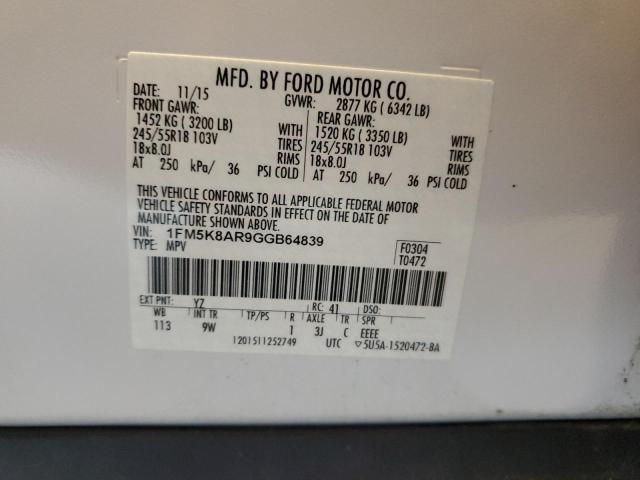 MFD. BY FORD MOTOR CO.
DATE: 11/15 GVWR: 2877 KG ( 6342 LB)
FRONT GAWR: REAR GAWR:
1452 KG ( 3200 LB) WITH 1520 KG ( 3350 LB) WITH
245/55R18 103V TIRES 245/55R18 103V TIRES
18x8.0J RIMS 18x8.0J RIMS
AT 250 kPa/ 36 PSI COLD AT 250 kPa/ 36 PSI COLD
THIS VEHICLE CONFORMS TO ALL APPLICABLE FEDERAL MOTOR
VEHICLE SAFETY STANDARDS IN EFFECT ON THE DATE OF
MANUFACTURE SHOWN ABOVE.
VIN: 1FM5K8AR9GGB64839 F0304
TYPE: MPV T0472
EXT PNT: YZ RC: 41 DSO:
WB INT TR TP/PS R AXLE TR SPR
113 9W 1 3J C EEEE
1201511252749 UTC ▽5U5A-1520472-BA